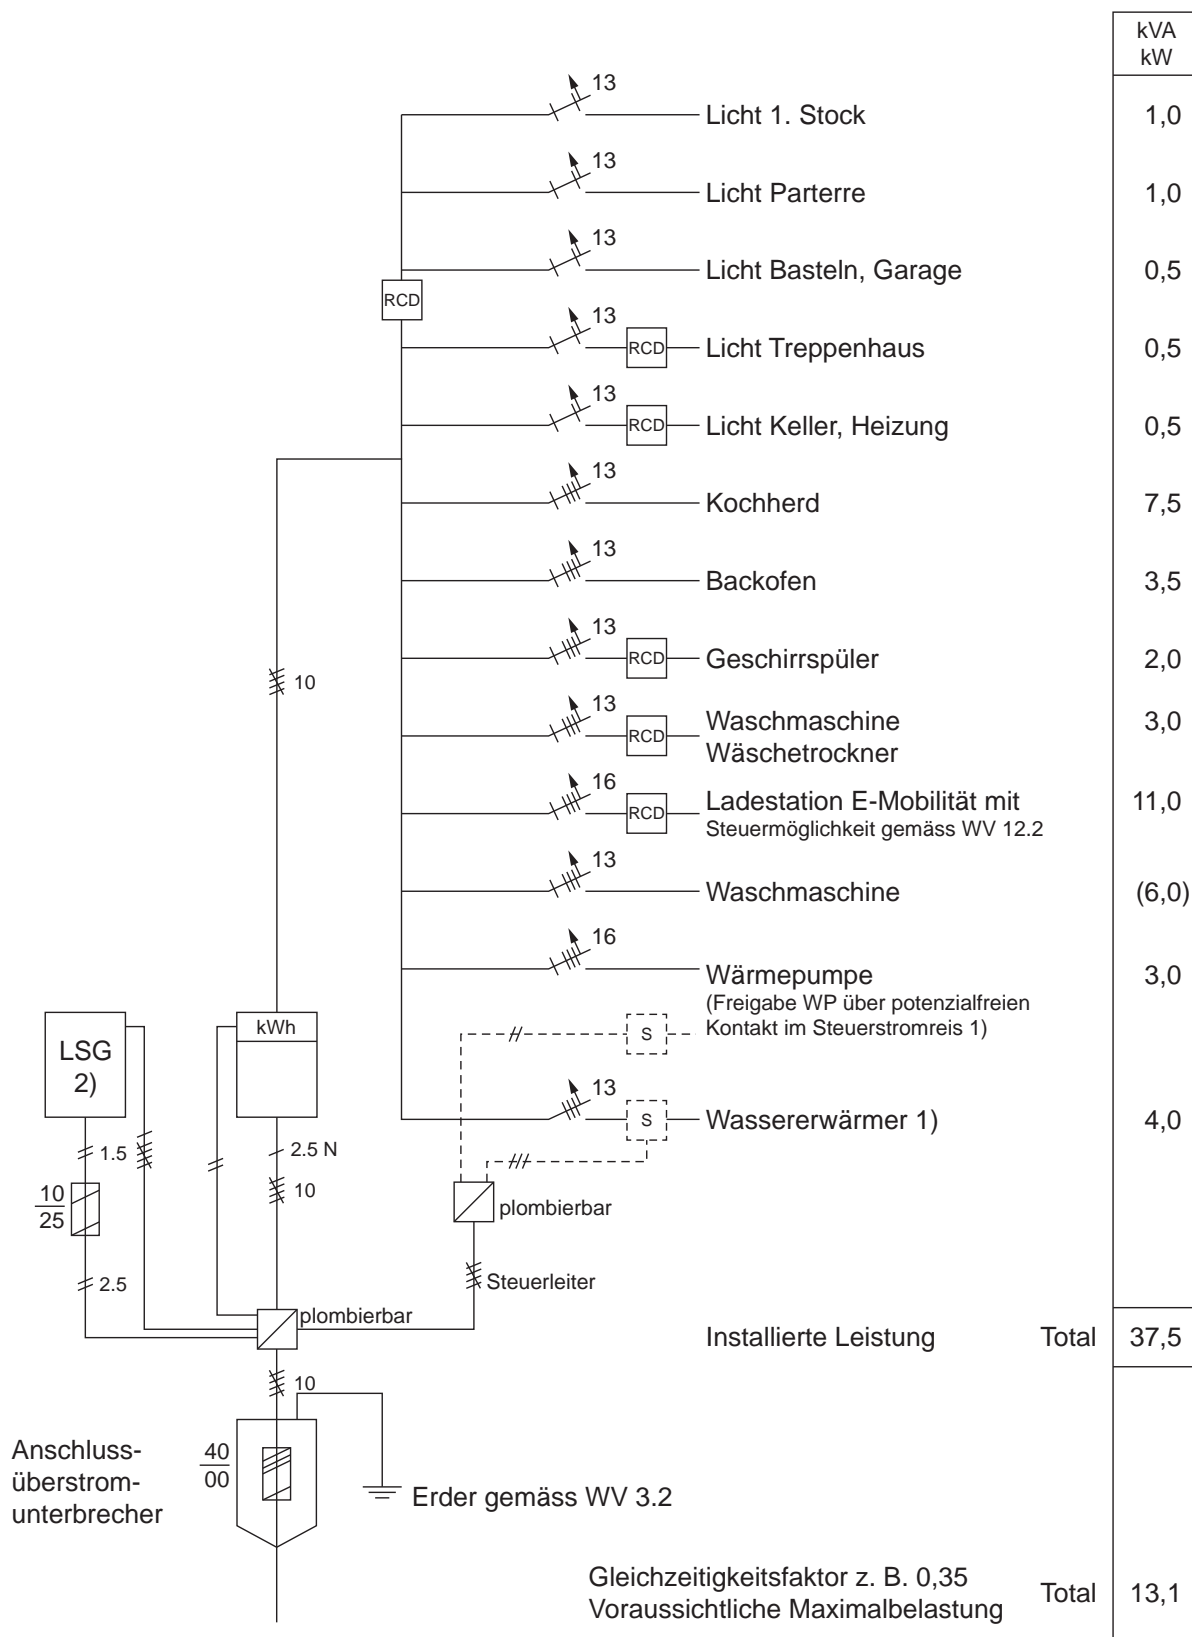 kVA
kW
13
Licht 1. Stock 1,0
13
Licht Parterre 1,0
13
Licht Basteln, Garage 0,5
RCD
13
RCD Licht Treppenhaus 0,5
13
RCD Licht Keller, Heizung 0,5
13
Kochherd 7,5
13
Backofen 3,5
13
RCD Geschirrspüler 2,0
10
13
RCD Waschmaschine 3,0
Wäschetrockner
16
RCD Ladestation E-Mobilität mit 11,0
Steuermöglichkeit gemäss WV 12.2
13
Waschmaschine (6,0)
16
Wärmepumpe 3,0
(Freigabe WP über potenzialfreien
S Kontakt im Steuerstromreis 1)
LSG
2)
kWh
13
S Wassererwärmer 1) 4,0
1.5
2.5 N
10
25
10
plombierbar
2.5
Steuerleiter
plombierbar
Installierte Leistung Total 37,5
10
Anschluss-
überstrom-
unterbrecher
40
00
Erder gemäss WV 3.2
Gleichzeitigkeitsfaktor z. B. 0,35
Voraussichtliche Maximalbelastung Total 13,1